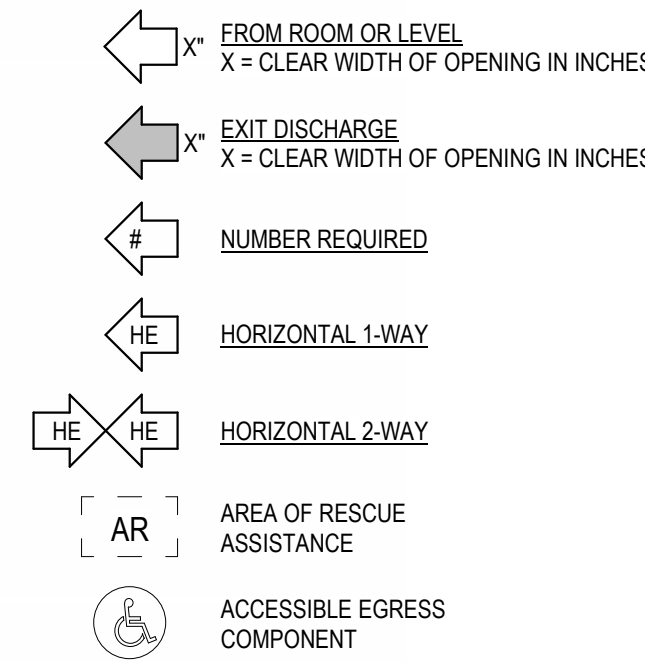 X" FROM ROOM OR LEVEL
X = CLEAR WIDTH OF OPENING IN INCHES
X" EXIT DISCHARGE
X = CLEAR WIDTH OF OPENING IN INCHES
# NUMBER REQUIRED
HE HORIZONTAL 1-WAY
HE HE HORIZONTAL 2-WAY
AR AREA OF RESCUE
ASSISTANCE
ACCESSIBLE EGRESS
COMPONENT